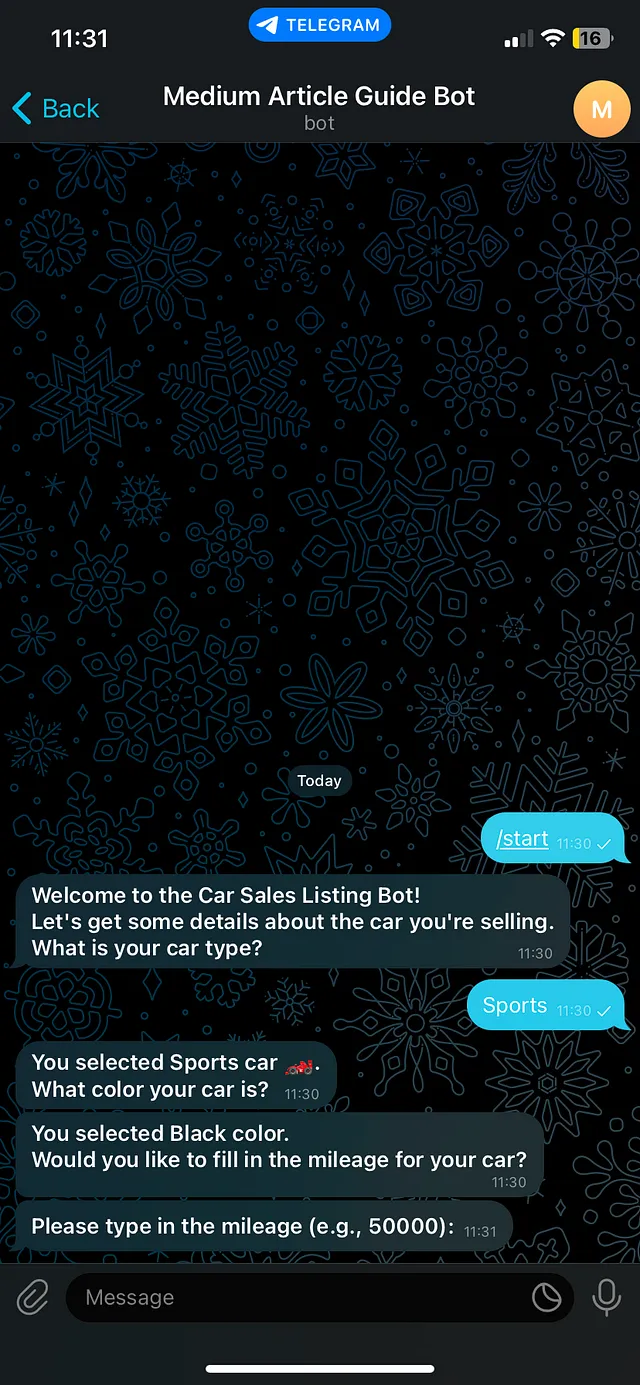 11:31
TELEGRAM
16
Back
Medium Article Guide Bot
bot
M
Today
/start 11:30
Welcome to the Car Sales Listing Bot!
Let's get some details about the car you're selling.
What is your car type? 11:30
Sports 11:30
You selected Sports car 🏎️.
What color your car is? 11:30
You selected Black color.
Would you like to fill in the mileage for your car?
11:30
Please type in the mileage (e.g., 50000): 11:31
Message